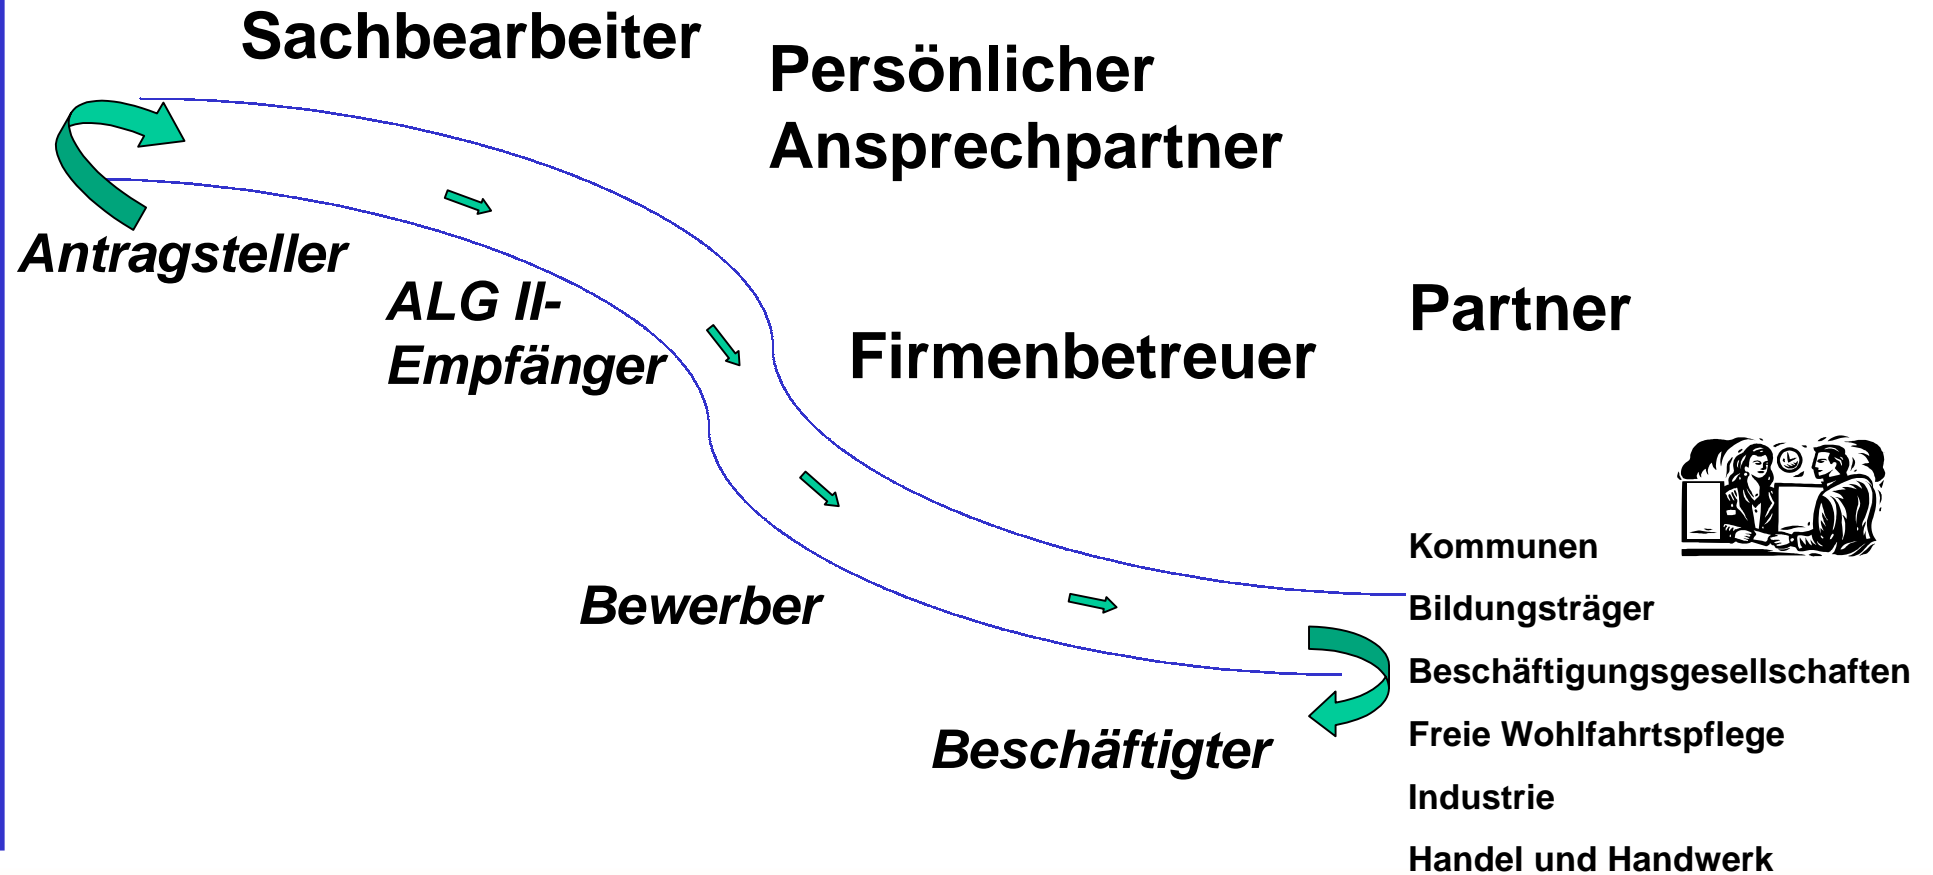 Sachbearbeiter
Persönlicher
Ansprechpartner
Antragsteller
ALG II-
Empfänger
Firmenbetreuer
Partner
Bewerber
Beschäftigter
Kommunen
Bildungsträger
Beschäftigungsgesellschaften
Freie Wohlfahrtspflege
Industrie
Handel und Handwerk